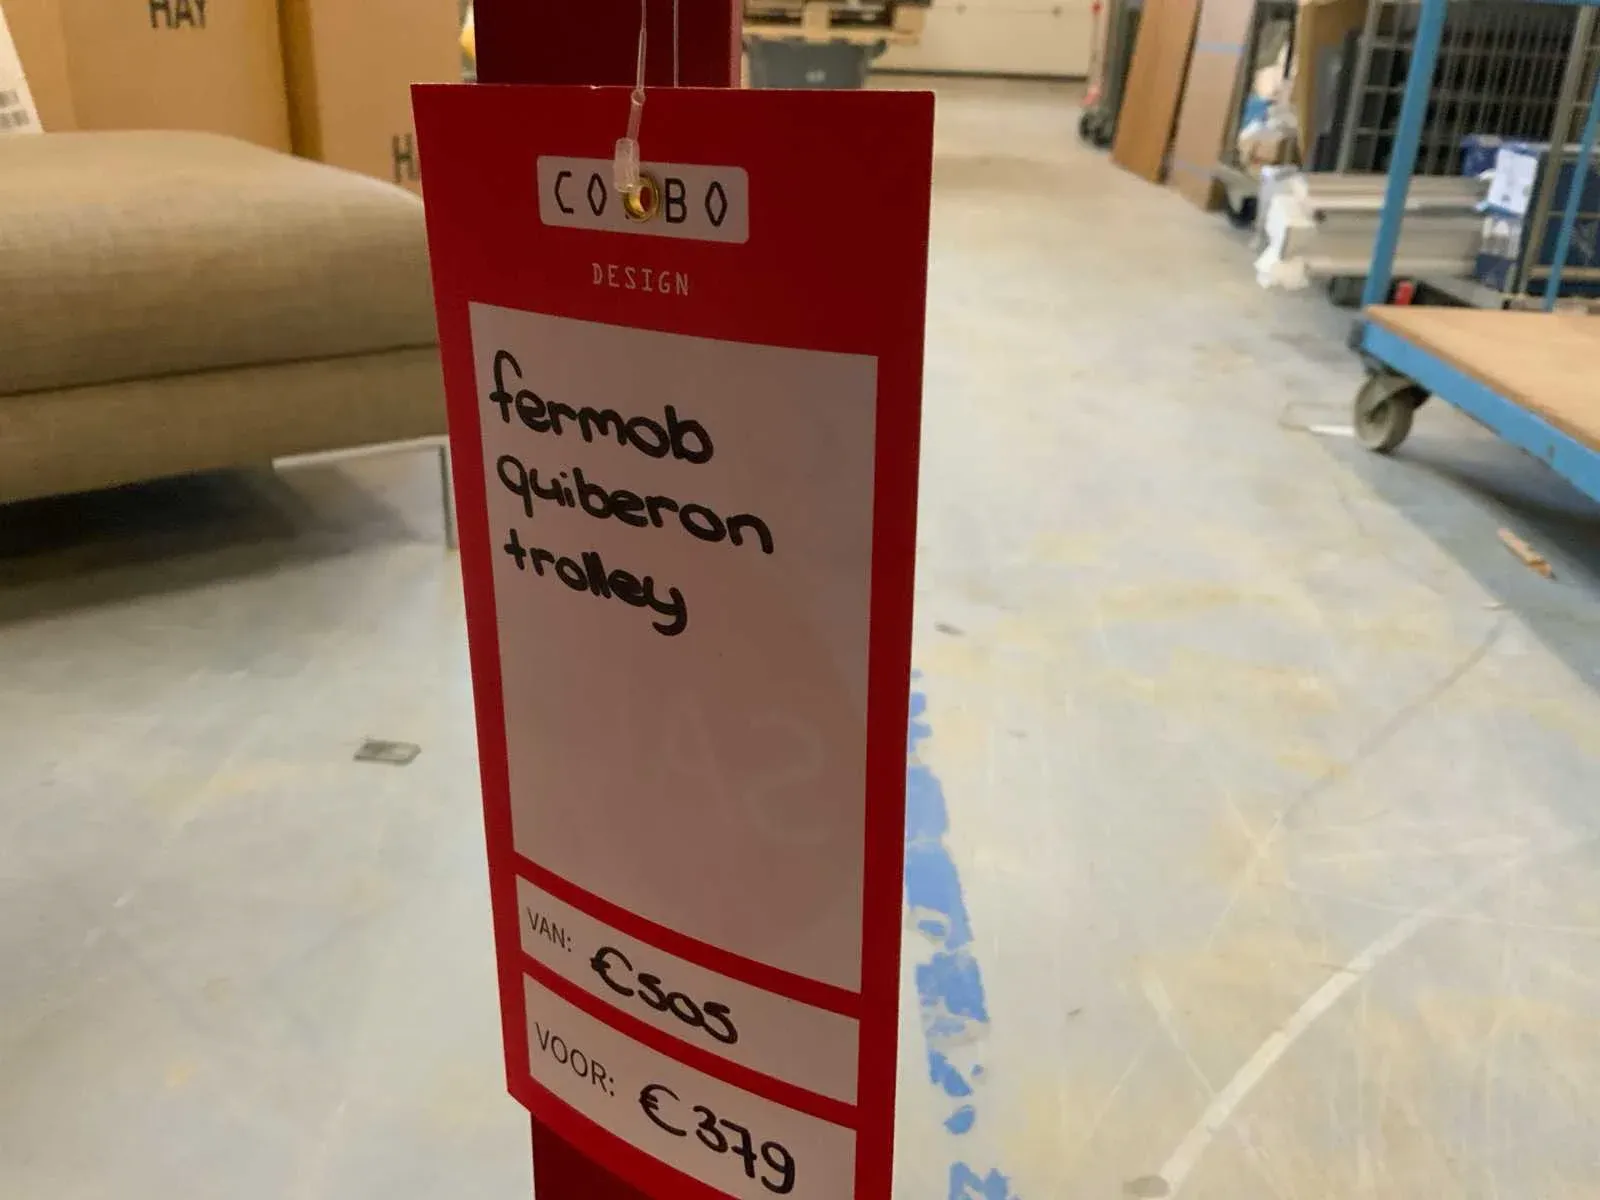 HAY
CO BO
DESIGN
fermob
quiberon
trolley
VAN: €505
VOOR: €379